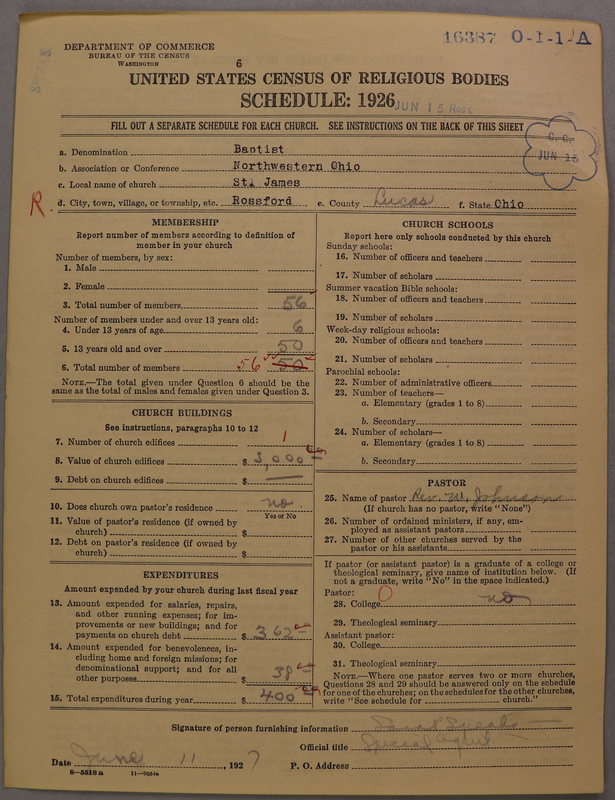 16387 0-1-1-A
DEPARTMENT OF COMMERCE
BUREAU OF THE CENSUS
WASHINGTON
6
UNITED STATES CENSUS OF RELIGIOUS BODIES
SCHEDULE: 1926
JUN 15 Recd
FILL OUT A SEPARATE SCHEDULE FOR EACH CHURCH. SEE INSTRUCTIONS ON THE BACK OF THIS SHEET
C. C.
JUN 15
a. Denomination Baptist
b. Association or Conference Northwestern Ohio
c. Local name of church St. James
R. d. City, town, village, or township, etc. Rossford e. County Lucas f. State Ohio
MEMBERSHIP
Report number of members according to definition of
member in your church
Number of members, by sex:
1. Male
2. Female
3. Total number of members 56
Number of members under and over 13 years old:
4. Under 13 years of age 6
5. 13 years old and over 50
6. Total number of members 56 50
NOTE.—The total given under Question 6 should be the
same as the total of males and females given under Question 3.
CHURCH BUILDINGS
See instructions, paragraphs 10 to 12
7. Number of church edifices 1
8. Value of church edifices $ 3,000
9. Debt on church edifices $
10. Does church own pastor's residence no
Yes or No
11. Value of pastor's residence (if owned by
church) $
12. Debt on pastor's residence (if owned by
church) $
EXPENDITURES
Amount expended by your church during last fiscal year
13. Amount expended for salaries, repairs,
and other running expenses; for im-
provements or new buildings; and for
payments on church debt $ 362
14. Amount expended for benevolences, in-
cluding home and foreign missions; for
denominational support; and for all
other purposes $ 38
15. Total expenditures during year $ 400
CHURCH SCHOOLS
Report here only schools conducted by this church
Sunday schools:
16. Number of officers and teachers
17. Number of scholars
Summer vacation Bible schools:
18. Number of officers and teachers
19. Number of scholars
Week-day religious schools:
20. Number of officers and teachers
21. Number of scholars
Parochial schools:
22. Number of administrative officers
23. Number of teachers—
a. Elementary (grades 1 to 8)
b. Secondary
24. Number of scholars—
a. Elementary (grades 1 to 8)
b. Secondary
PASTOR
25. Name of pastor Rev. W. Johnson
(If church has no pastor, write "None")
26. Number of ordained ministers, if any, em-
ployed as assistant pastors
27. Number of other churches served by the
pastor or his assistants
If pastor (or assistant pastor) is a graduate of a college or
theological seminary, give name of institution below. (If
not a graduate, write "No" in the space indicated.)
Pastor:
28. College 0 no
29. Theological seminary
Assistant pastor:
30. College
31. Theological seminary
NOTE.—Where one pastor serves two or more churches,
Questions 28 and 29 should be answered only on the schedule
for one of the churches; on the schedules for the other churches,
write "See schedule for church."
Signature of person furnishing information
Official title Special Agent
Date June 11, 1927 P. O. Address
8—5518a 11—9034a